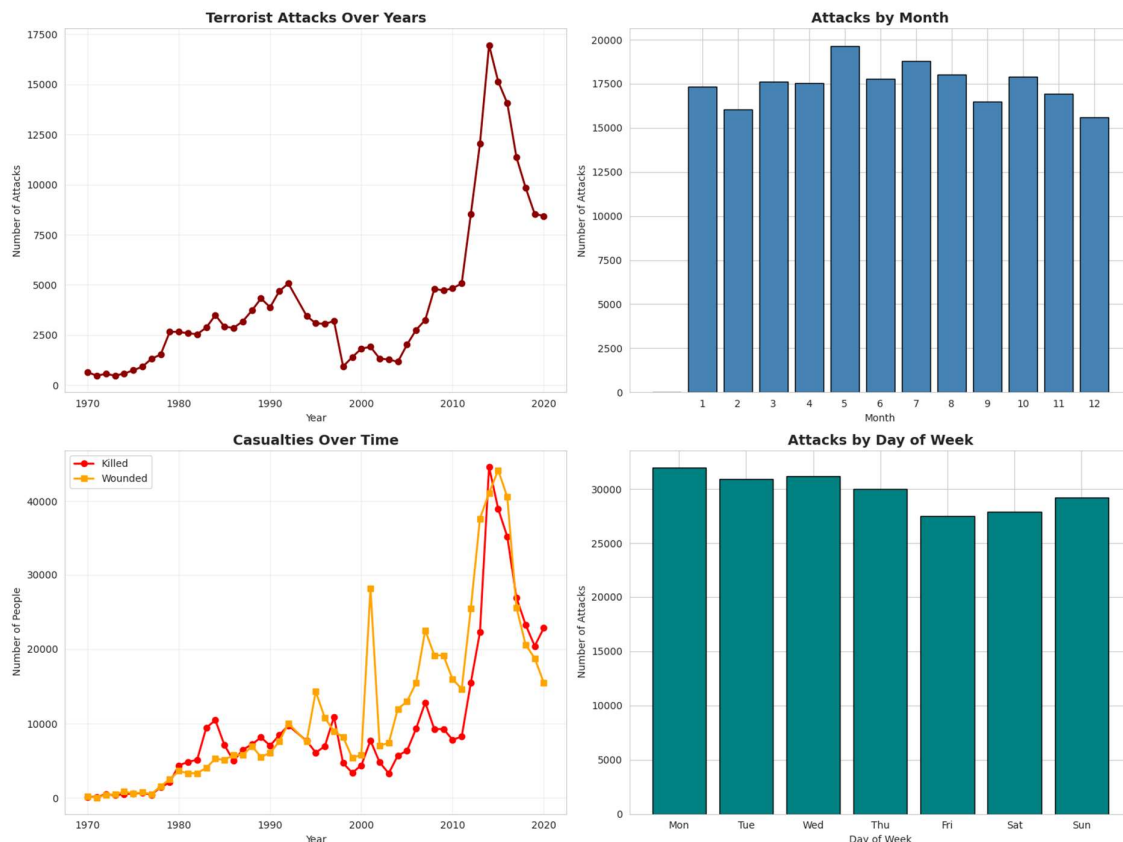 Terrorist Attacks Over Years
Number of Attacks
17500
15000
12500
10000
7500
5000
2500
0
1970
1980
1990
2000
2010
2020
Year
Attacks by Month
Number of Attacks
20000
17500
15000
12500
10000
7500
5000
2500
0
1
2
3
4
5
6
7
8
9
10
11
12
Month
Casualties Over Time
Killed
Wounded
Number of People
40000
30000
20000
10000
0
1970
1980
1990
2000
2010
2020
Year
Attacks by Day of Week
Number of Attacks
30000
25000
20000
15000
10000
5000
0
Mon
Tue
Wed
Thu
Fri
Sat
Sun
Day of Week